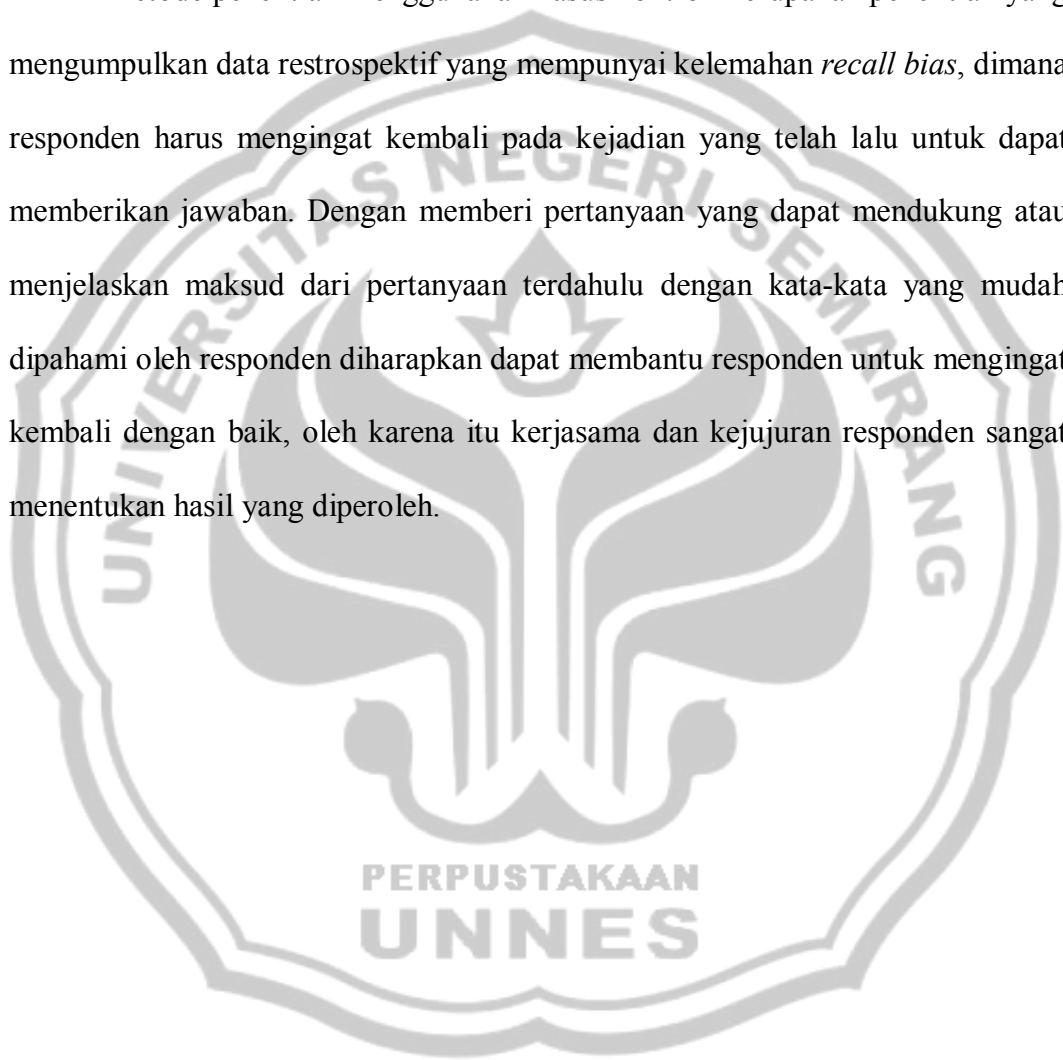 mengumpulkan data restrospektif yang mempunyai kelemahan recall bias, dimana
responden harus mengingat kembali pada kejadian yang telah lalu untuk dapat
memberikan jawaban. Dengan memberi pertanyaan yang dapat mendukung atau
menjelaskan maksud dari pertanyaan terdahulu dengan kata-kata yang mudah
dipahami oleh responden diharapkan dapat membantu responden untuk mengingat
kembali dengan baik, oleh karena itu kerjasama dan kejujuran responden sangat
menentukan hasil yang diperoleh.
UNIVERSITAS NEGERI SEMARANG
PERPUSTAKAAN
UNNES